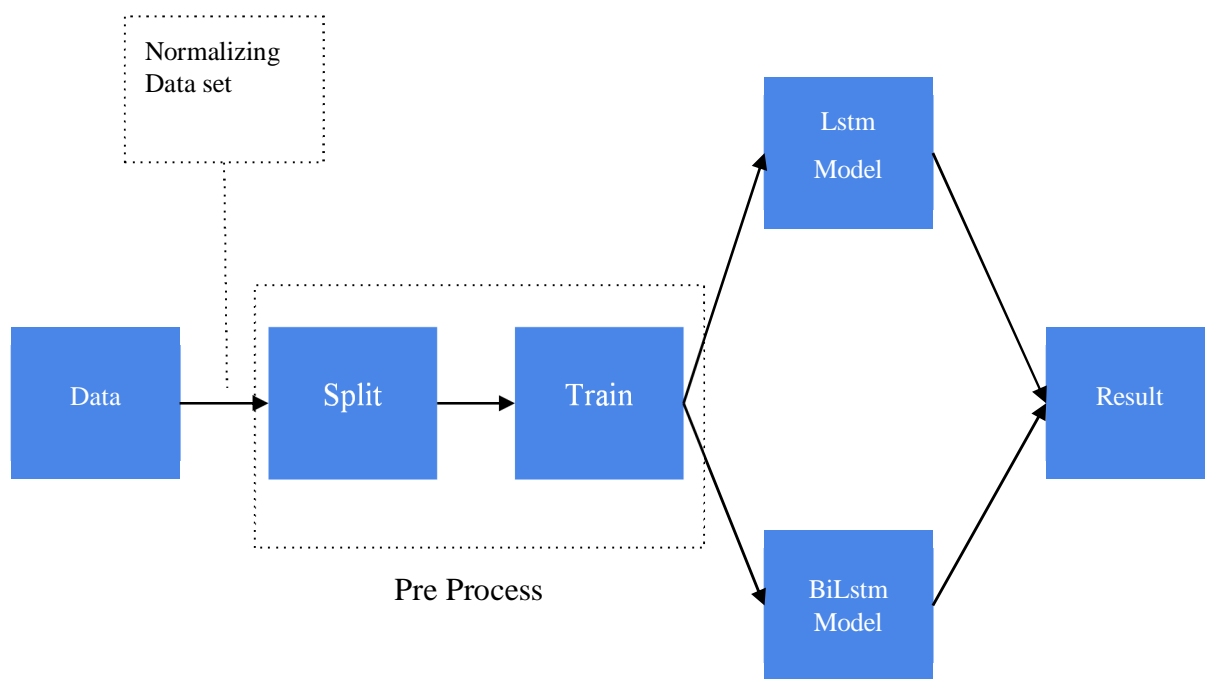 Normalizing
Data set
Lstm
Model
Data
Split
Train
Result
Pre Process
BiLstm
Model